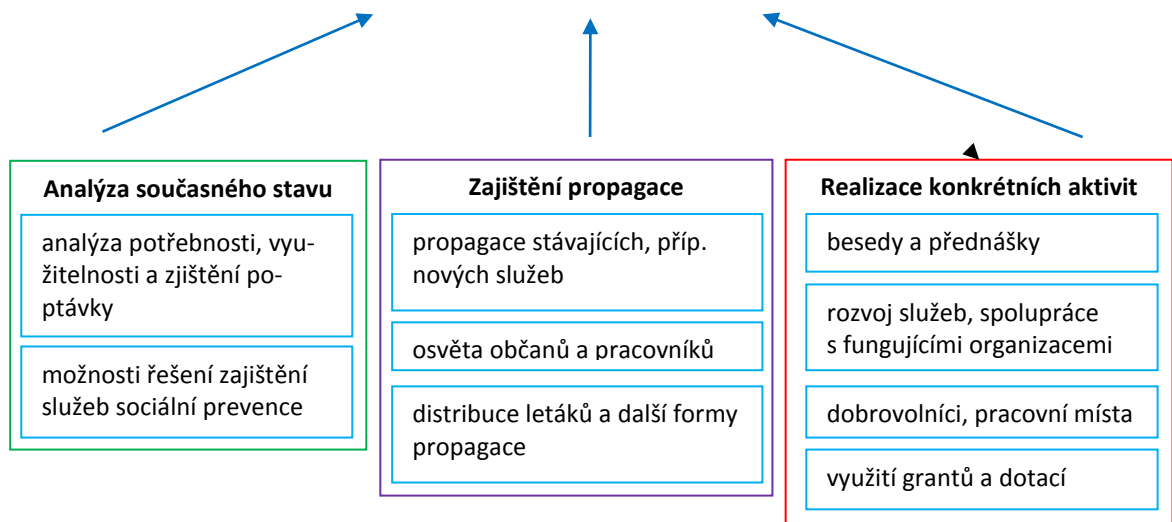 Analýza současného stavu
analýza potřebnosti, vyu-
žitelnosti a zjištění po-
ptávky
možnosti řešení zajištění
služeb sociální prevence
Zajištění propagace
propagace stávajících, příp.
nových služeb
osvěta občanů a pracovníků
distribuce letáků a další formy
propagace
Realizace konkrétních aktivit
besedy a přednášky
rozvoj služeb, spolupráce
s fungujícími organizacemi
dobrovolníci, pracovní místa
využití grantů a dotací